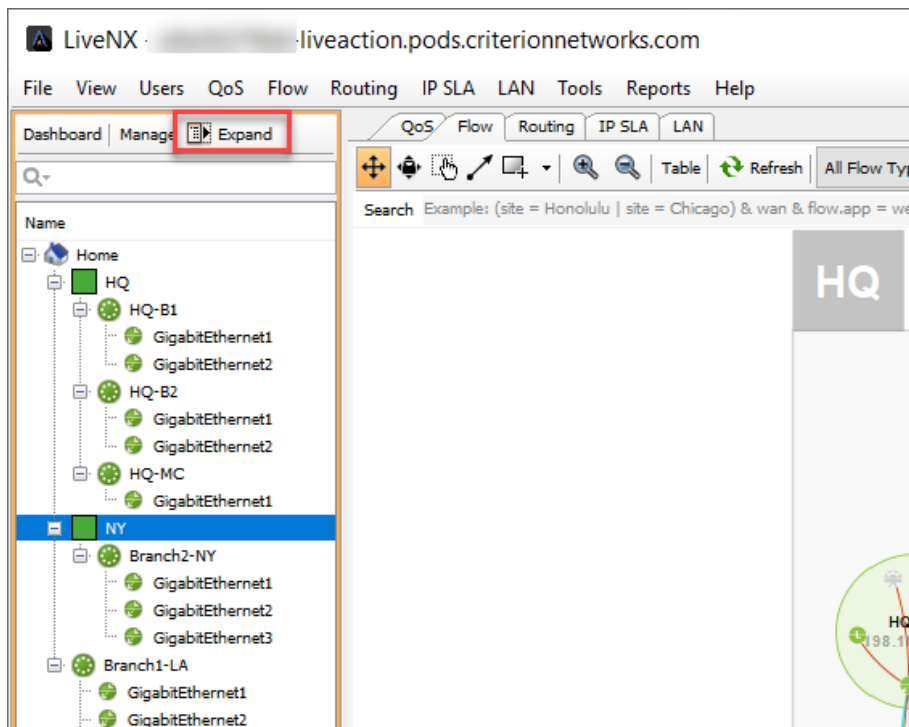 LiveNX - -liveaction.pods.criterionnetworks.com
File View Users QoS Flow Routing IP SLA LAN Tools Reports Help
Dashboard Manage Expand
QoS Flow Routing IP SLA LAN
Table Refresh All Flow Typ
Search Example: (site = Honolulu | site = Chicago) & wan & flow.app = we
Name
Home
HQ
HQ-B1
GigabitEthernet1
GigabitEthernet2
HQ-B2
GigabitEthernet1
GigabitEthernet2
HQ-MC
GigabitEthernet1
NY
Branch2-NY
GigabitEthernet1
GigabitEthernet2
GigabitEthernet3
Branch1-LA
GigabitEthernet1
GigabitEthernet2
HQ
HQ
198.1